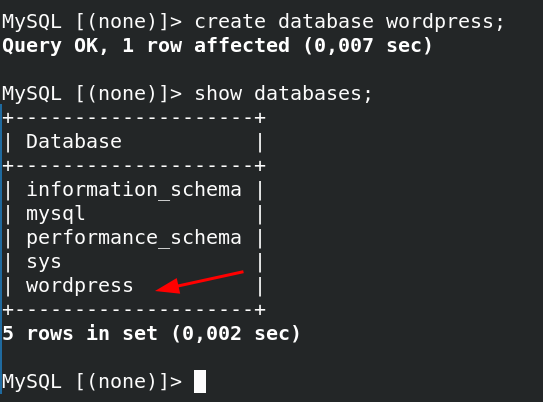 MySQL [(none)]> create database wordpress;
Query OK, 1 row affected (0,007 sec)
MySQL [(none)]> show databases;
+--------------------+
| Database           |
+--------------------+
| information_schema |
| mysql              |
| performance_schema |
| sys                |
| wordpress          |
+--------------------+
5 rows in set (0,002 sec)
MySQL [(none)]>